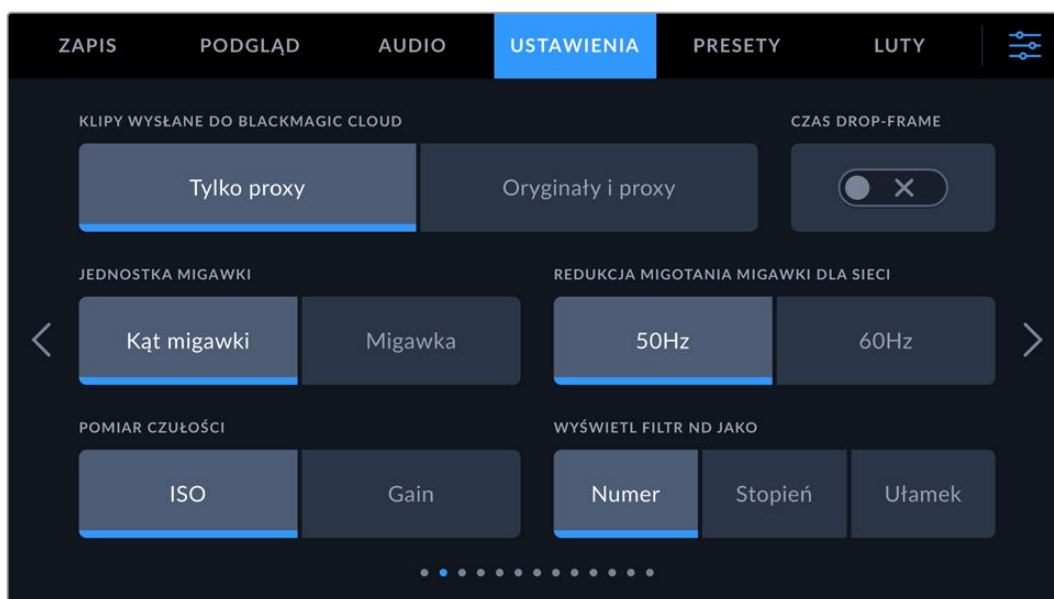 ZAPIS PODGLĄD AUDIO USTAWIENIA PRESETY LUTY
KLIPY WYSŁANE DO BLACKMAGIC CLOUD CZAS DROP-FRAME
Tylko proxy Oryginały i proxy
JEDNOSTKA MIGAWKI REDUKCJA MIGOTANIA MIGAWKI DLA SIECI
Kąt migawki Migawka 50Hz 60Hz
POMIAR CZUŁOŚCI WYŚWIETL FILTR ND JAKO
ISO Gain Numer Stopień Ułamek